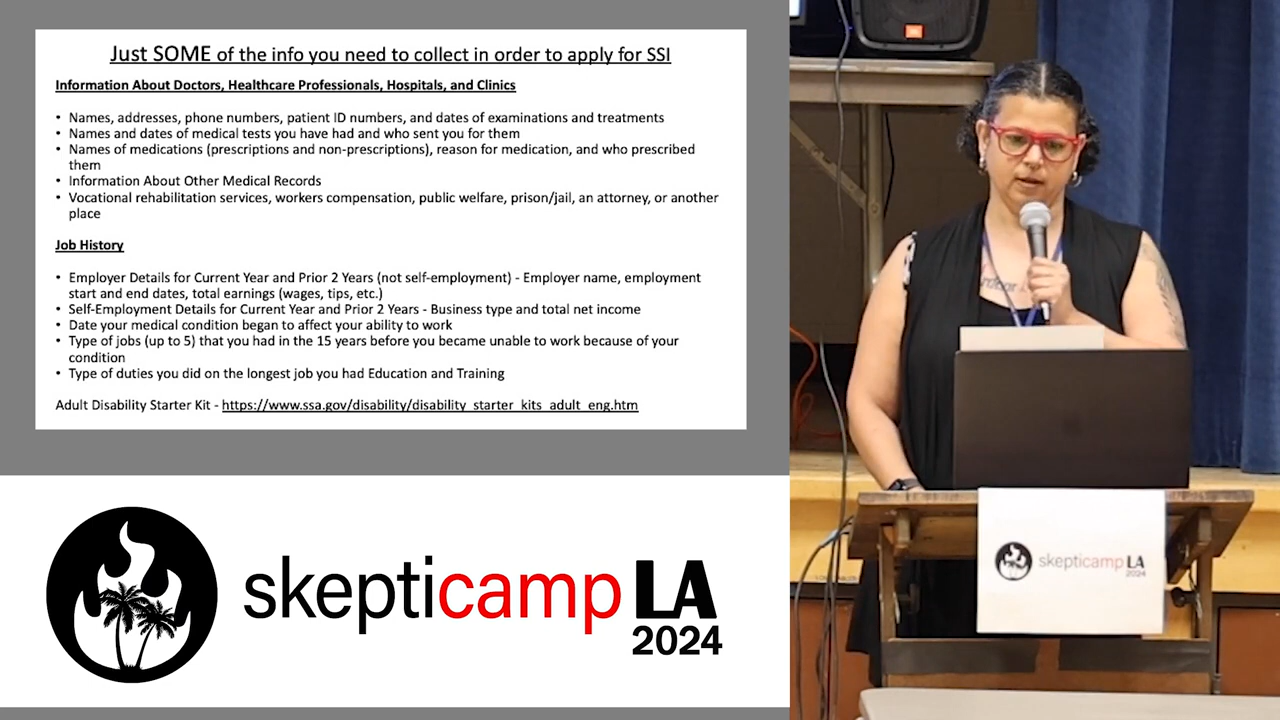 Just SOME of the info you need to collect in order to apply for SSI
Information About Doctors, Healthcare Professionals, Hospitals, and Clinics
• Names, addresses, phone numbers, patient ID numbers, and dates of examinations and treatments
• Names and dates of medical tests you have had and who sent you for them
• Names of medications (prescriptions and non-prescriptions), reason for medication, and who prescribed
them
• Information About Other Medical Records
• Vocational rehabilitation services, workers compensation, public welfare, prison/jail, an attorney, or another
place
Job History
• Employer Details for Current Year and Prior 2 Years (not self-employment) - Employer name, employment
start and end dates, total earnings (wages, tips, etc.)
• Self-Employment Details for Current Year and Prior 2 Years - Business type and total net income
• Date your medical condition began to affect your ability to work
• Type of jobs (up to 5) that you had in the 15 years before you became unable to work because of your
condition
• Type of duties you did on the longest job you had Education and Training
Adult Disability Starter Kit - https://www.ssa.gov/disability/disability_starter_kits_adult_eng.htm
skepticamp LA
2024
JBL
skepticamp LA
2024